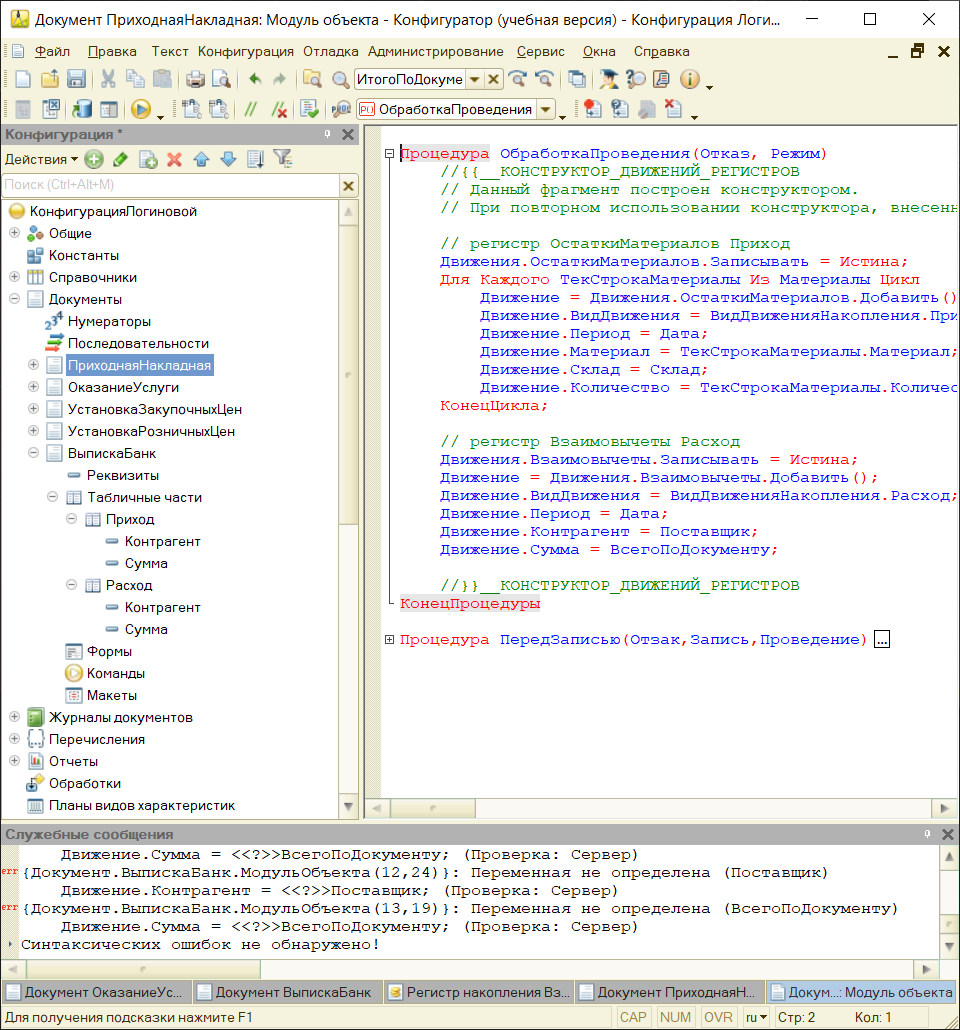 Документ ПриходнаяНакладная: Модуль объекта - Конфигуратор (учебная версия) - Конфигурация Логи...
Файл Правка Текст Конфигурация Отладка Администрирование Сервис Окна Справка
ИтогоПоДокуме
ОбработкаПроведения
Конфигурация *
Действия
Поиск (Ctrl+Alt+M)
КонфигурацияЛогиновой
Общие
Константы
Справочники
Документы
Нумераторы
Последовательности
ПриходнаяНакладная
ОказаниеУслуги
УстановкаЗакупочныхЦен
УстановкаРозничныхЦен
ВыпискаБанк
Реквизиты
Табличные части
Приход
Контрагент
Сумма
Расход
Контрагент
Сумма
Формы
Команды
Макеты
Журналы документов
Перечисления
Отчеты
Обработки
Планы видов характеристик
Процедура ОбработкаПроведения(Отказ, Режим)
//{{__КОНСТРУКТОР_ДВИЖЕНИЙ_РЕГИСТРОВ
// Данный фрагмент построен конструктором.
// При повторном использовании конструктора, внесенн
// регистр ОстаткиМатериалов Приход
Движения.ОстаткиМатериалов.Записывать = Истина;
Для Каждого ТекСтрокаМатериалы Из Материалы Цикл
Движение = Движения.ОстаткиМатериалов.Добавить()
Движение.ВидДвижения = ВидДвиженияНакопления.При
Движение.Период = Дата;
Движение.Материал = ТекСтрокаМатериалы.Материал;
Движение.Склад = Склад;
Движение.Количество = ТекСтрокаМатериалы.Количес
КонецЦикла;
// регистр Взаимовычеты Расход
Движения.Взаимовычеты.Записывать = Истина;
Движение = Движения.Взаимовычеты.Добавить();
Движение.ВидДвижения = ВидДвиженияНакопления.Расход;
Движение.Период = Дата;
Движение.Контрагент = Поставщик;
Движение.Сумма = ВсегоПоДокументу;
//}}__КОНСТРУКТОР_ДВИЖЕНИЙ_РЕГИСТРОВ
КонецПроцедуры
Процедура ПередЗаписью(Отзак,Запись,Проведение) ...
Служебные сообщения
Движение.Сумма = <<?>>ВсегоПоДокументу; (Проверка: Сервер)
err {Документ.ВыпискаБанк.МодульОбъекта(12,24)}: Переменная не определена (Поставщик)
Движение.Контрагент = <<?>>Поставщик; (Проверка: Сервер)
err {Документ.ВыпискаБанк.МодульОбъекта(13,19)}: Переменная не определена (ВсегоПоДокументу)
Движение.Сумма = <<?>>ВсегоПоДокументу; (Проверка: Сервер)
Синтаксических ошибок не обнаружено!
Документ ОказаниеУс... Документ ВыпискаБанк Регистр накопления Вз... Документ ПриходнаяН... Докум...: Модуль объекта
Для получения подсказки нажмите F1 CAP NUM OVR ru Стр: 2 Кол: 1